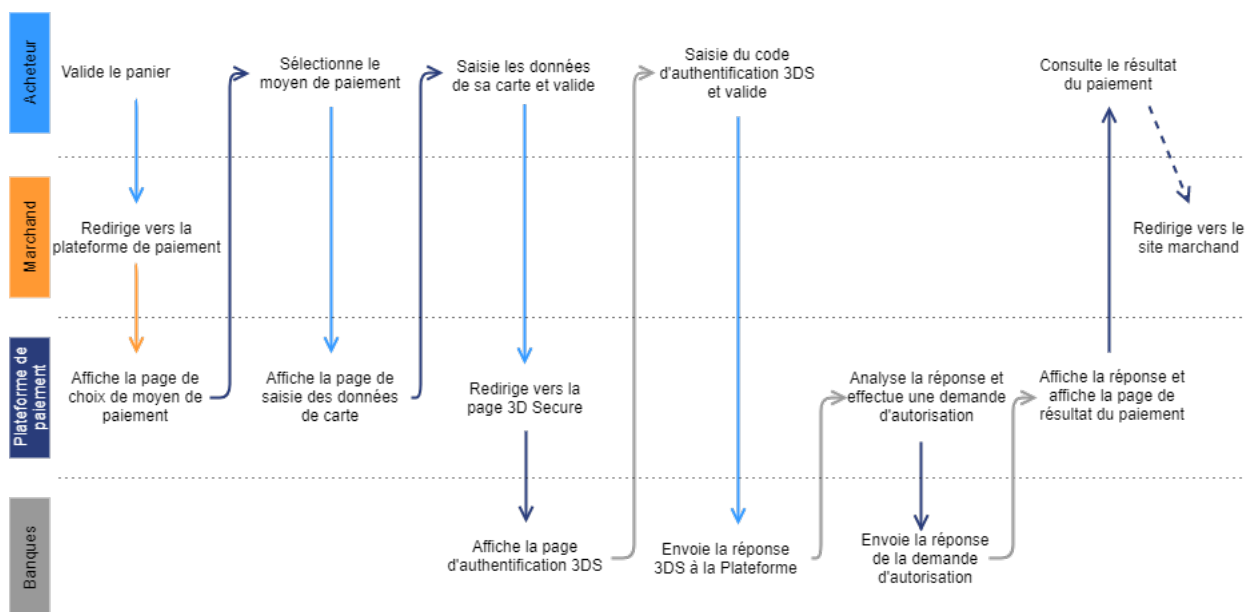 Acheteur
Valide le panier
Sélectionne le
moyen de paiement
Saisie les données
de sa carte et valide
Saisie du code
d'authentification 3DS
et valide
Consulte le résultat
du paiement
Marchand
Redirige vers la
plateforme de paiement
Redirige vers le
site marchand
Plateforme de
paiement
Affiche la page de
choix de moyen de
paiement
Affiche la page de
saisie des données
de carte
Redirige vers la
page 3D Secure
Analyse la réponse et
effectue une demande
d'autorisation
Affiche la réponse et
affiche la page de
résultat du paiement
Banques
Affiche la page
d'authentification 3DS
Envoie la réponse
3DS à la Plateforme
Envoie la réponse
de la demande
d'autorisation